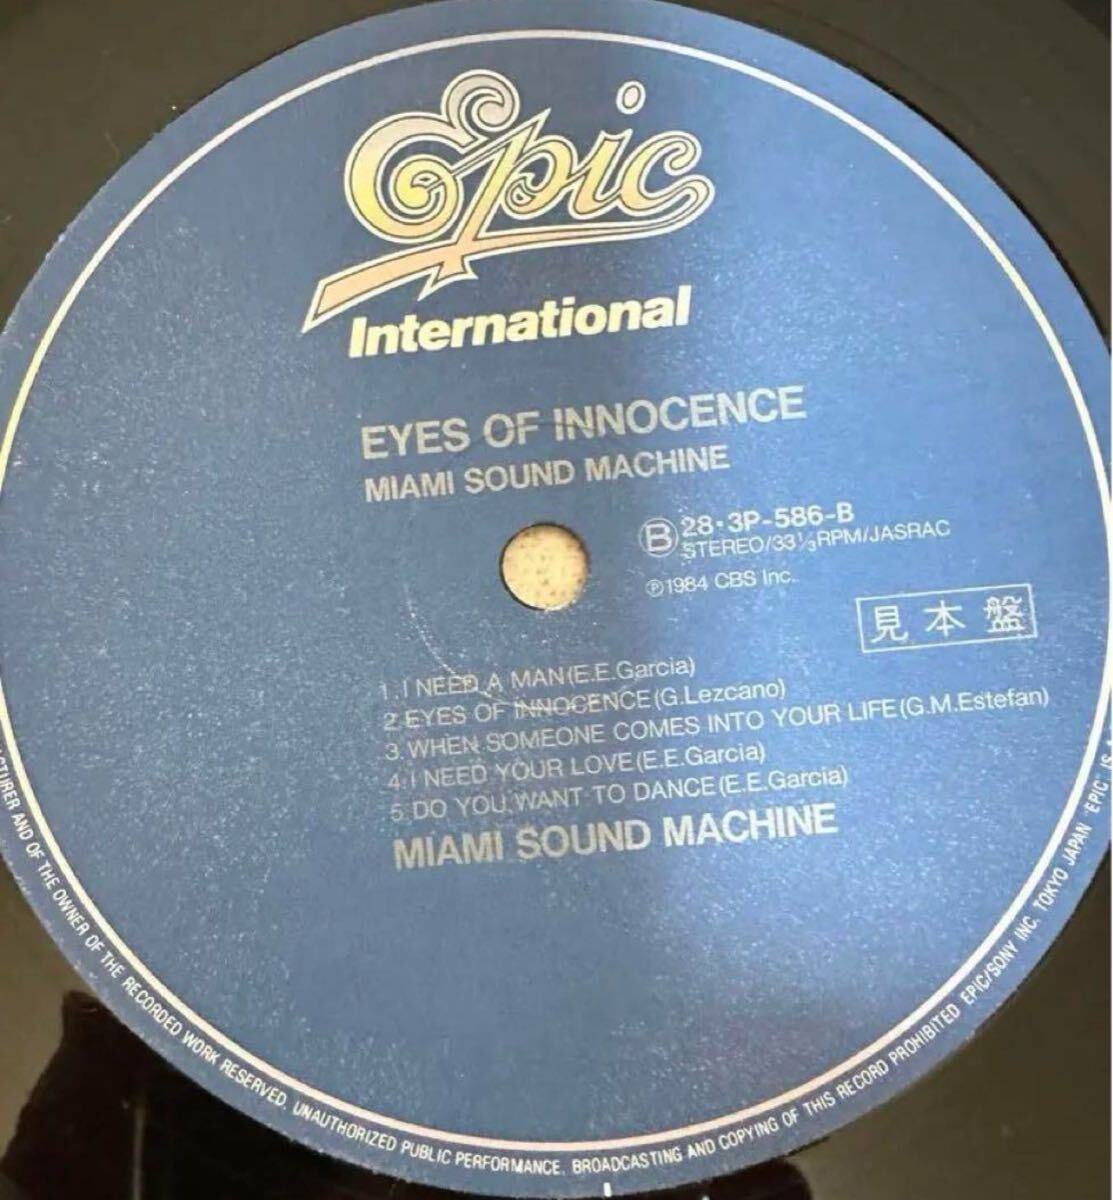 Epic
International
EYES OF INNOCENCE
MIAMI SOUND MACHINE
Ⓑ 28・3P-586-B
STEREO/33⅓RPM/JASRAC
℗1984 CBS Inc.
見本盤
1. I NEED A MAN (E.E.Garcia)
2. EYES OF INNOCENCE (G.Lezcano)
3. WHEN SOMEONE COMES INTO YOUR LIFE (G.M.Estefan)
4. I NEED YOUR LOVE (E.E.Garcia)
5. DO YOU WANT TO DANCE (E.E.Garcia)
MIAMI SOUND MACHINE
AND OF THE OWNER OF THE RECORDED WORK RESERVED. UNAUTHORIZED PUBLIC PERFORMANCE, BROADCASTING AND COPYING OF THIS RECORD PROHIBITED EPIC/SONY INC. TOKYO JAPAN "EPIC" IS